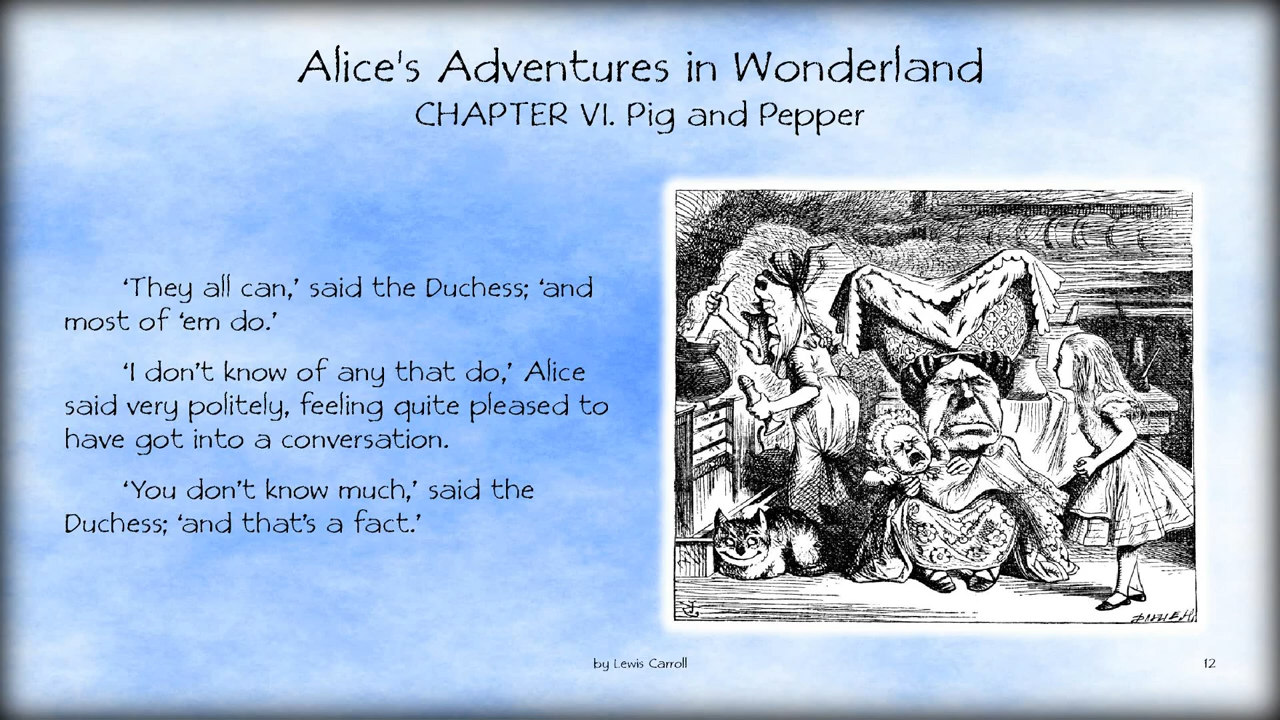 Alice's Adventures in Wonderland
CHAPTER VI. Pig and Pepper
‘They all can,’ said the Duchess; ‘and
most of ‘em do.’
‘I don’t know of any that do,’ Alice
said very politely, feeling quite pleased to
have got into a conversation.
‘You don’t know much,’ said the
Duchess; ‘and that’s a fact.’
by Lewis Carroll
12